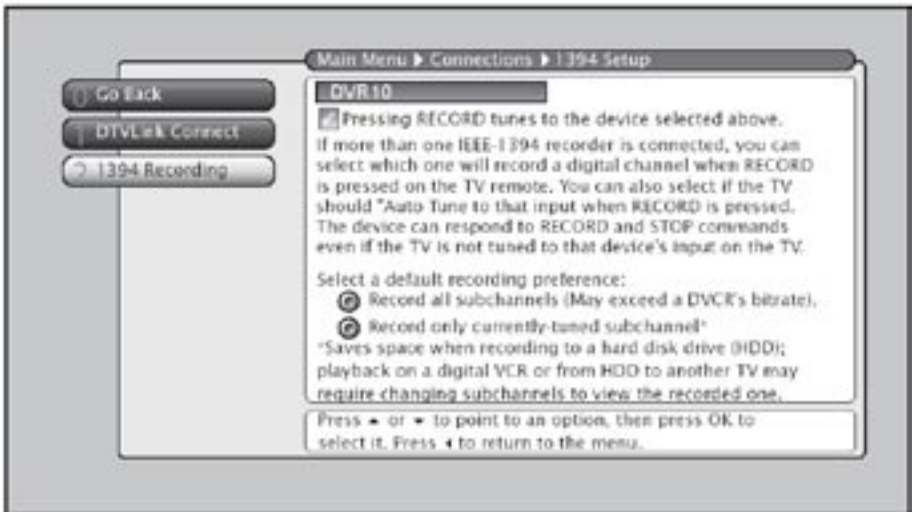 Main Menu ▶ Connections ▶ 1394 Setup
0 Go Back
1 DTVLink Connect
2 1394 Recording
DVR10
Pressing RECORD tunes to the device selected above.
If more than one IEEE-1394 recorder is connected, you can
select which one will record a digital channel when RECORD
is pressed on the TV remote. You can also select if the TV
should "Auto Tune to that input when RECORD is pressed.
The device can respond to RECORD and STOP commands
even if the TV is not tuned to that device's input on the TV.
Select a default recording preference:
Record all subchannels (May exceed a DVCR's bitrate).
Record only currently-tuned subchannel*
*Saves space when recording to a hard disk drive (HDD);
playback on a digital VCR or from HDD to another TV may
require changing subchannels to view the recorded one.
Press ▲ or ▼ to point to an option, then press OK to
select it. Press ◀ to return to the menu.